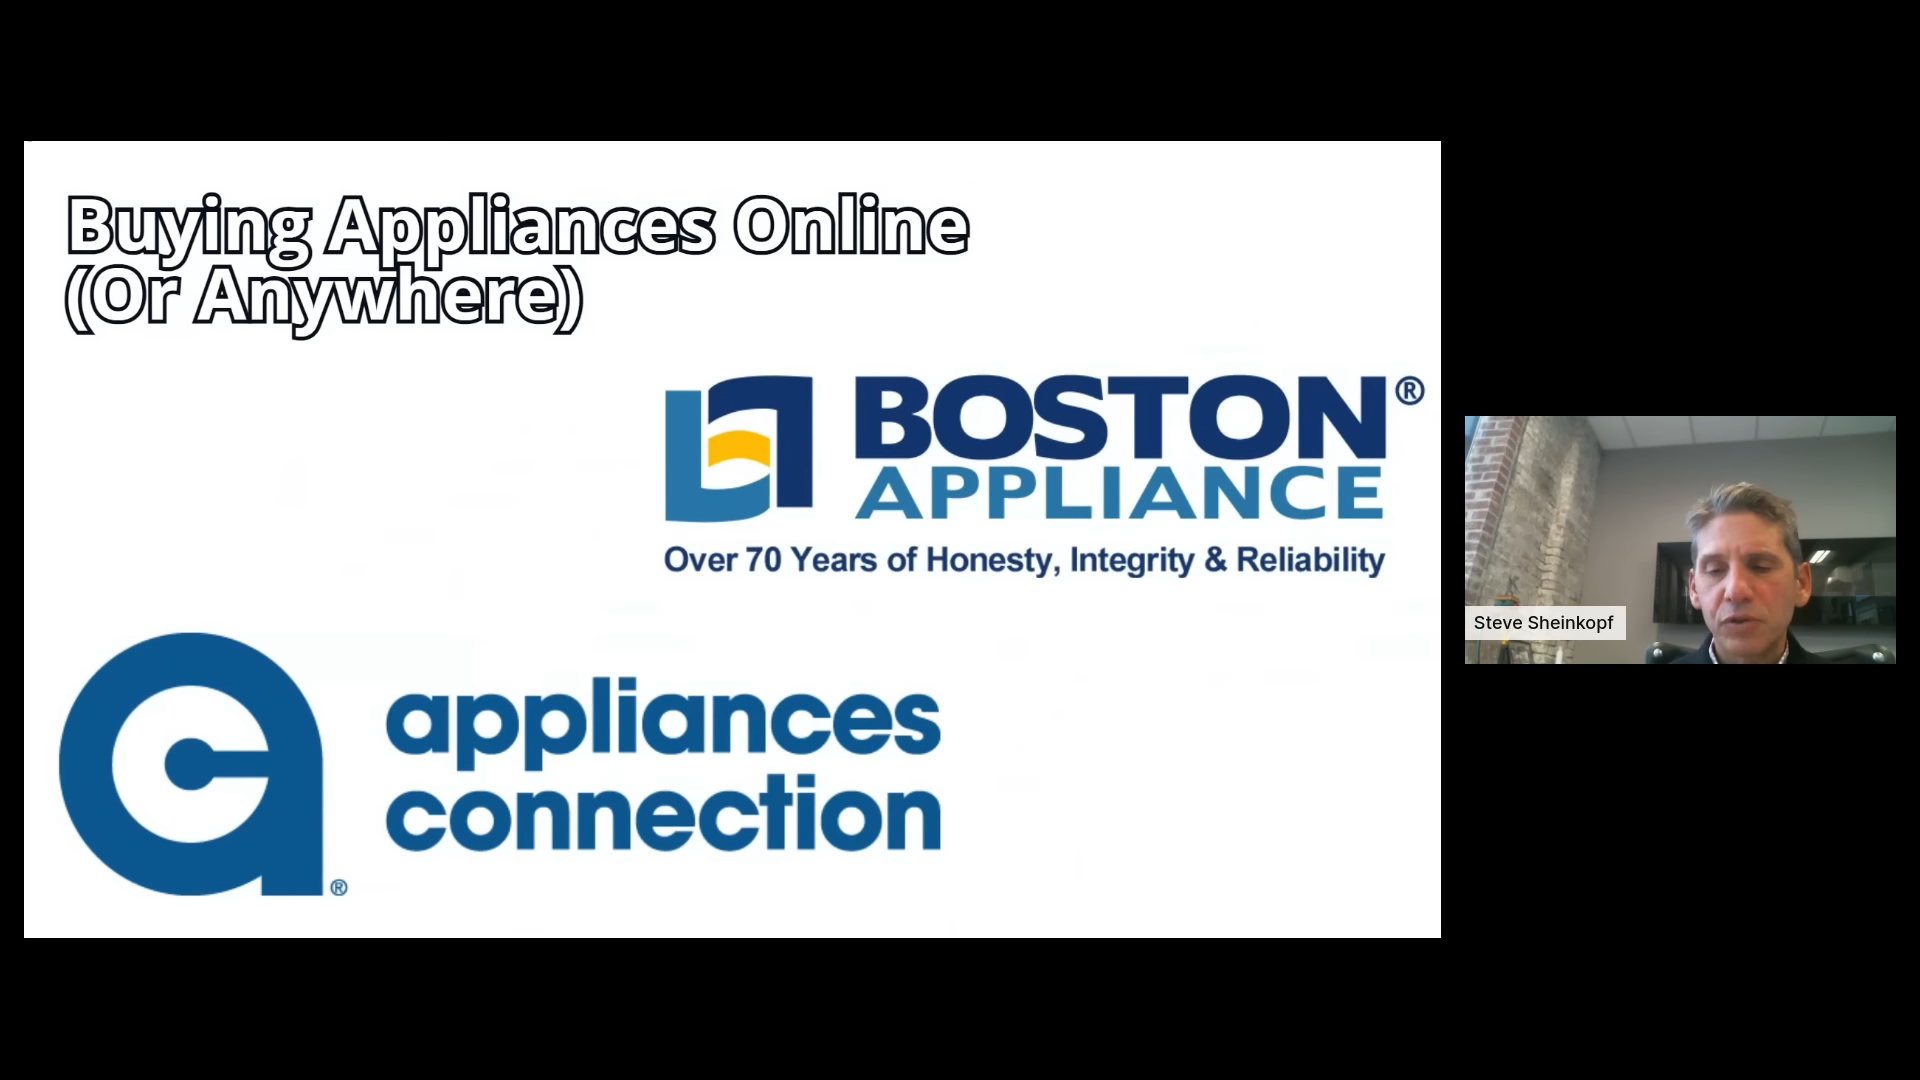 Buying Appliances Online
(Or Anywhere)
BOSTON®
APPLIANCE
Over 70 Years of Honesty, Integrity & Reliability
appliances
connection
®
Steve Sheinkopf